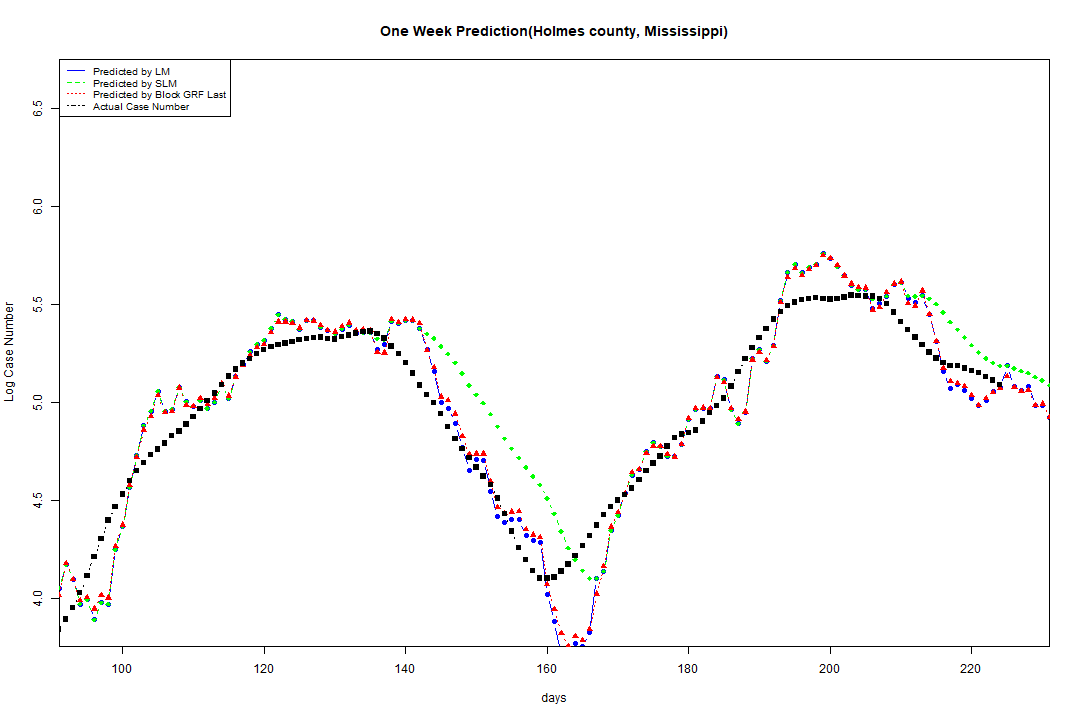 One Week Prediction(Holmes county, Mississippi)
Predicted by LM
Predicted by SLM
Predicted by Block GRF Last
Actual Case Number
6.5
6.0
5.5
5.0
4.5
4.0
Log Case Number
100 120 140 160 180 200 220
days